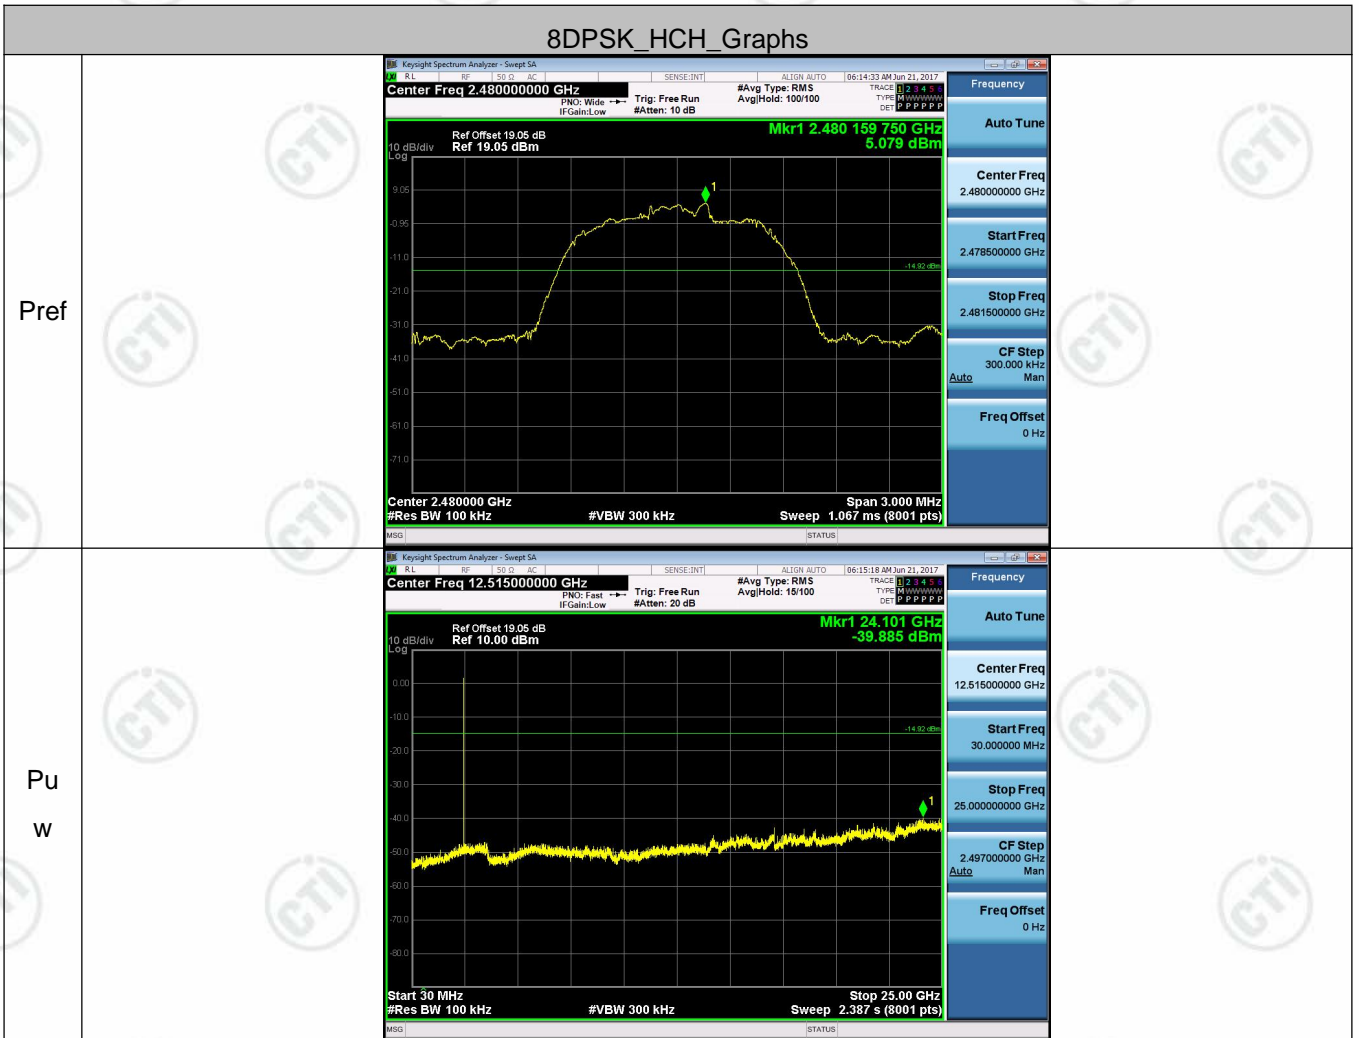 8DPSK_HCH_Graphs
Pref
Keysight Spectrum Analyzer - Swept SA
RL RF 50 Ω AC SENSE:INT ALIGN AUTO 06:14:33 AM Jun 21, 2017
Center Freq 2.480000000 GHz
PNO: Wide
IFGain:Low
Trig: Free Run
#Atten: 10 dB
#Avg Type: RMS
Avg|Hold: 100/100
TRACE 1 2 3 4 5 6
TYPE M W W W W W
DET P P P P P P
Ref Offset 19.05 dB
10 dB/div Ref 19.05 dBm
Log
Mkr1 2.480 159 750 GHz
5.079 dBm
1
9.05
-0.95
-11.0
-14.92 dBm
-21.0
-31.0
-41.0
-51.0
-61.0
-71.0
Center 2.480000 GHz Span 3.000 MHz
#Res BW 100 kHz #VBW 300 kHz Sweep 1.067 ms (8001 pts)
MSG STATUS
Frequency
Auto Tune
Center Freq
2.480000000 GHz
Start Freq
2.478500000 GHz
Stop Freq
2.481500000 GHz
CF Step
300.000 kHz
Auto Man
Freq Offset
0 Hz
Pu
w
Keysight Spectrum Analyzer - Swept SA
RL RF 50 Ω AC SENSE:INT ALIGN AUTO 06:15:18 AM Jun 21, 2017
Center Freq 12.515000000 GHz
PNO: Fast
IFGain:Low
Trig: Free Run
#Atten: 20 dB
#Avg Type: RMS
Avg|Hold: 15/100
TRACE 1 2 3 4 5 6
TYPE M W W W W W
DET P P P P P P
Ref Offset 19.05 dB
10 dB/div Ref 10.00 dBm
Log
Mkr1 24.101 GHz
-39.885 dBm
0.00
-10.0
-14.92 dBm
-20.0
-30.0
1
-40.0
-50.0
-60.0
-70.0
-80.0
Start 30 MHz Stop 25.00 GHz
#Res BW 100 kHz #VBW 300 kHz Sweep 2.387 s (8001 pts)
MSG STATUS
Frequency
Auto Tune
Center Freq
12.515000000 GHz
Start Freq
30.000000 MHz
Stop Freq
25.000000000 GHz
CF Step
2.497000000 GHz
Auto Man
Freq Offset
0 Hz
CTI
CTI
CTI
CTI
CTI
CTI
CTI
CTI
CTI
CTI
CTI